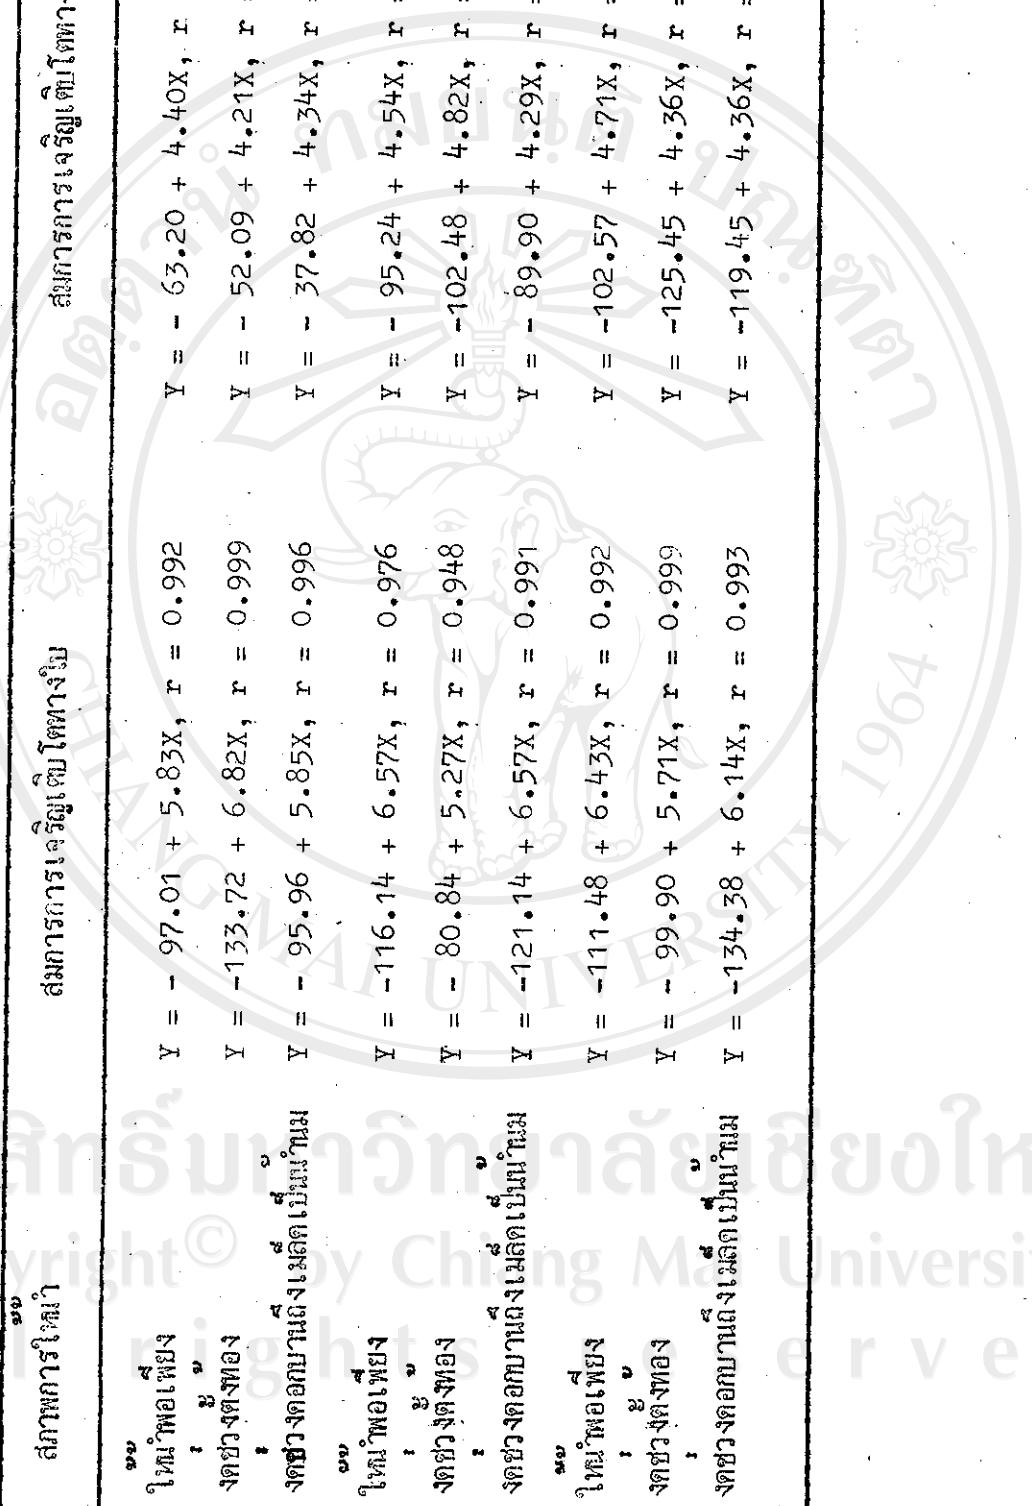 สภาพการให้น้ำ สมการการเจริญเติบโตทางใบ สมการการเจริญเติบโตทาง
ให้น้ำพอเพียง Y = - 97.01 + 5.83X, r = 0.992 Y = - 63.20 + 4.40X, r
งดช่วงตั้งท้อง Y = -133.72 + 6.82X, r = 0.999 Y = - 52.09 + 4.21X, r =
งดช่วงดอกบานถึงเมล็ดเป็นน้ำนม Y = - 95.96 + 5.85X, r = 0.996 Y = - 37.82 + 4.34X, r =
ให้น้ำพอเพียง Y = -116.14 + 6.57X, r = 0.976 Y = - 95.24 + 4.54X, r =
งดช่วงตั้งท้อง Y = - 80.84 + 5.27X, r = 0.948 Y = -102.48 + 4.82X, r =
งดช่วงดอกบานถึงเมล็ดเป็นน้ำนม Y = -121.14 + 6.57X, r = 0.991 Y = - 89.90 + 4.29X, r =
ให้น้ำพอเพียง Y = -111.48 + 6.43X, r = 0.992 Y = -102.57 + 4.71X, r =
งดช่วงตั้งท้อง Y = - 99.90 + 5.71X, r = 0.999 Y = -125.45 + 4.36X, r =
งดช่วงดอกบานถึงเมล็ดเป็นน้ำนม Y = -134.38 + 6.14X, r = 0.993 Y = -119.45 + 4.36X, r =
CHIANG MAI UNIVERSITY 1964
สิทธิ์มหาวิทยาลัยเชียงให
yright © by Chiang Mai Universi
l rights reserve